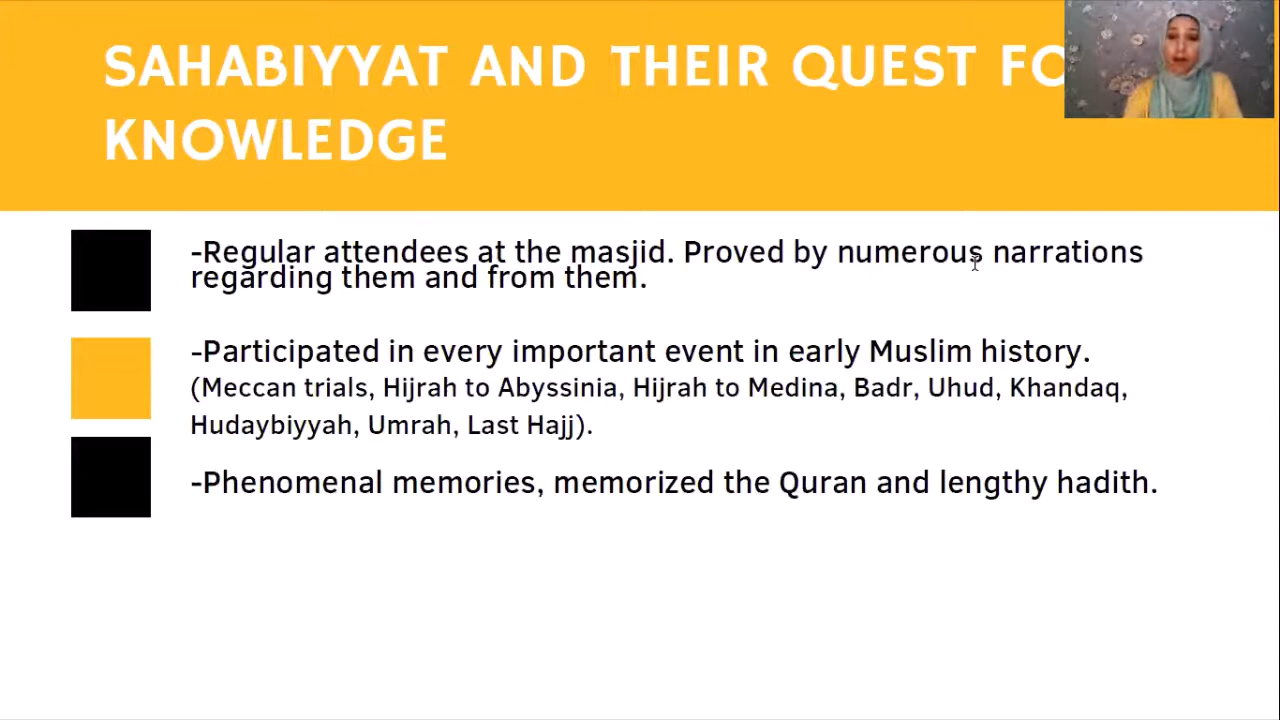 SAHABIYYAT AND THEIR QUEST FO
KNOWLEDGE
-Regular attendees at the masjid. Proved by numerous narrations
regarding them and from them.
-Participated in every important event in early Muslim history.
(Meccan trials, Hijrah to Abyssinia, Hijrah to Medina, Badr, Uhud, Khandaq,
Hudaybiyyah, Umrah, Last Hajj).
-Phenomenal memories, memorized the Quran and lengthy hadith.